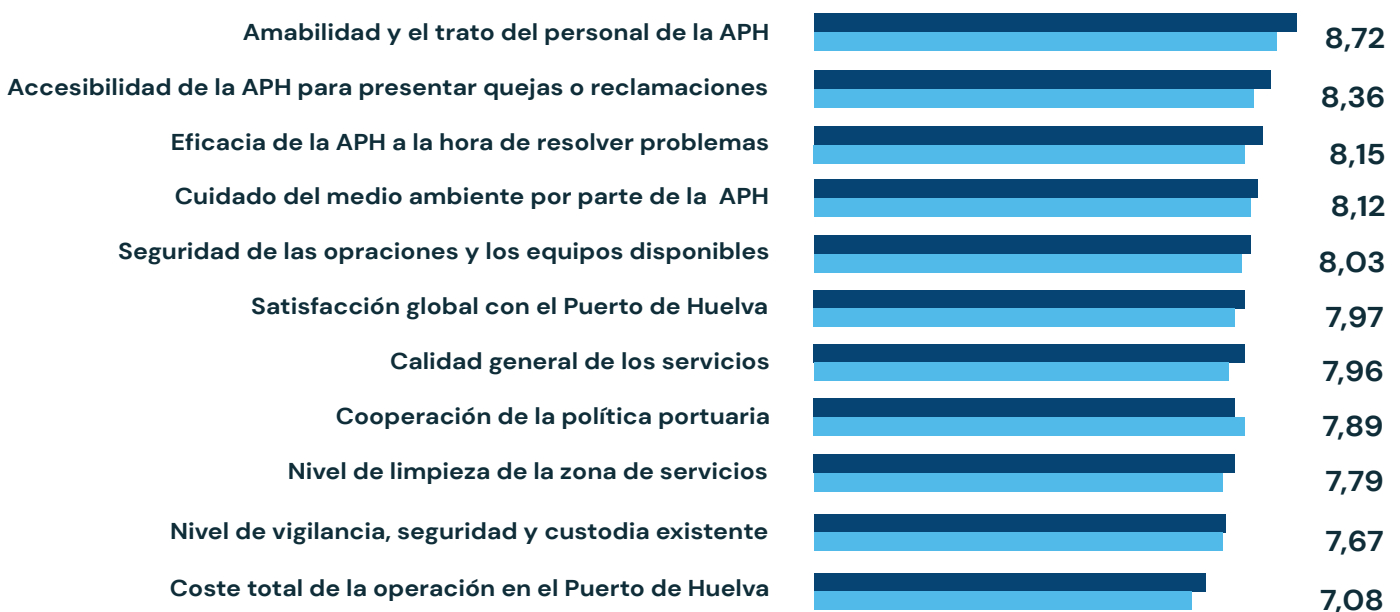 Amabilidad y el trato del personal de la APH 8,72
Accesibilidad de la APH para presentar quejas o reclamaciones 8,36
Eficacia de la APH a la hora de resolver problemas 8,15
Cuidado del medio ambiente por parte de la APH 8,12
Seguridad de las opraciones y los equipos disponibles 8,03
Satisfacción global con el Puerto de Huelva 7,97
Calidad general de los servicios 7,96
Cooperación de la política portuaria 7,89
Nivel de limpieza de la zona de servicios 7,79
Nivel de vigilancia, seguridad y custodia existente 7,67
Coste total de la operación en el Puerto de Huelva 7,08